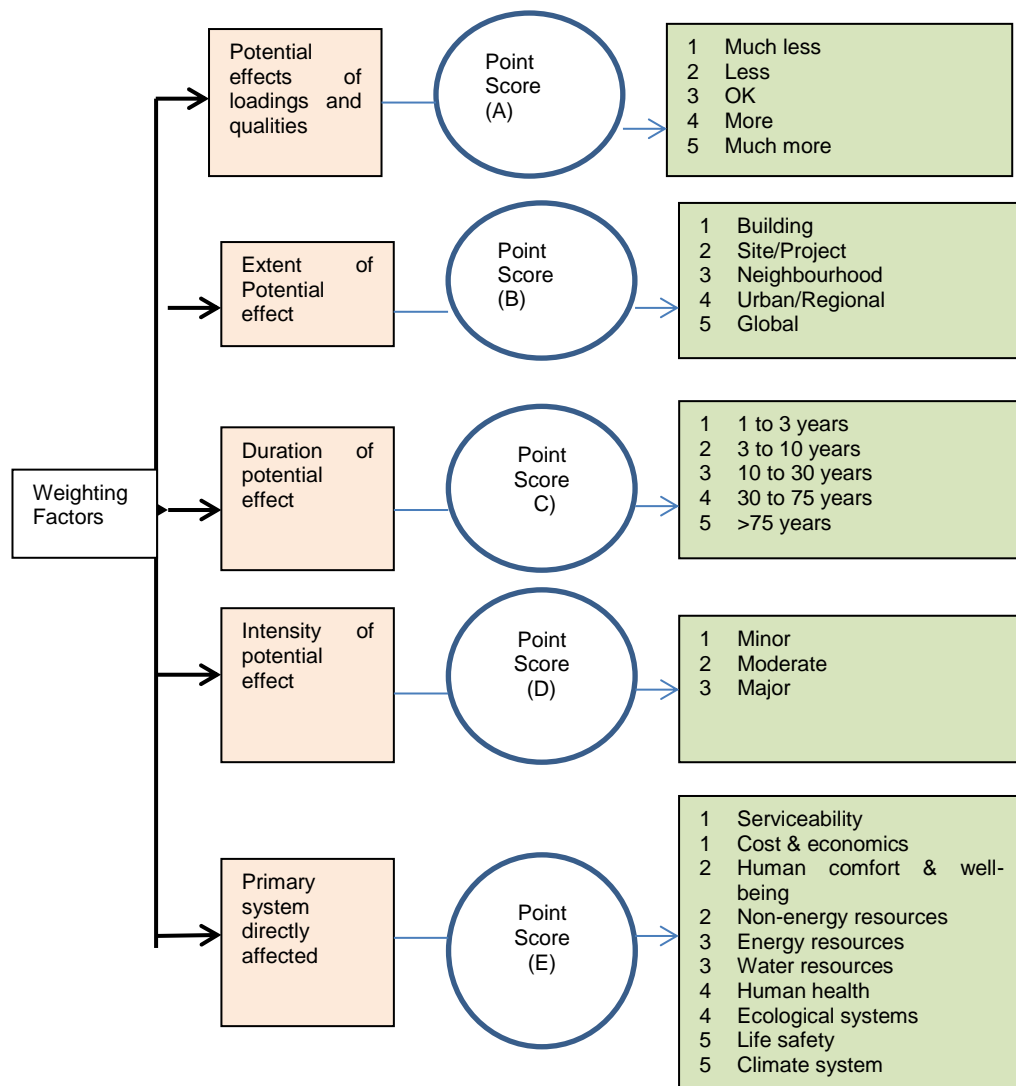 Weighting
Factors
Potential
effects of
loadings and
qualities
Point
Score
(A)
1 Much less
2 Less
3 OK
4 More
5 Much more
Extent of
Potential
effect
Point
Score
(B)
1 Building
2 Site/Project
3 Neighbourhood
4 Urban/Regional
5 Global
Duration of
potential
effect
Point
Score
C)
1 1 to 3 years
2 3 to 10 years
3 10 to 30 years
4 30 to 75 years
5 >75 years
Intensity of
potential
effect
Point
Score
(D)
1 Minor
2 Moderate
3 Major
Primary
system
directly
affected
Point
Score
(E)
1 Serviceability
1 Cost & economics
2 Human comfort & well-
being
2 Non-energy resources
3 Energy resources
3 Water resources
4 Human health
4 Ecological systems
5 Life safety
5 Climate system